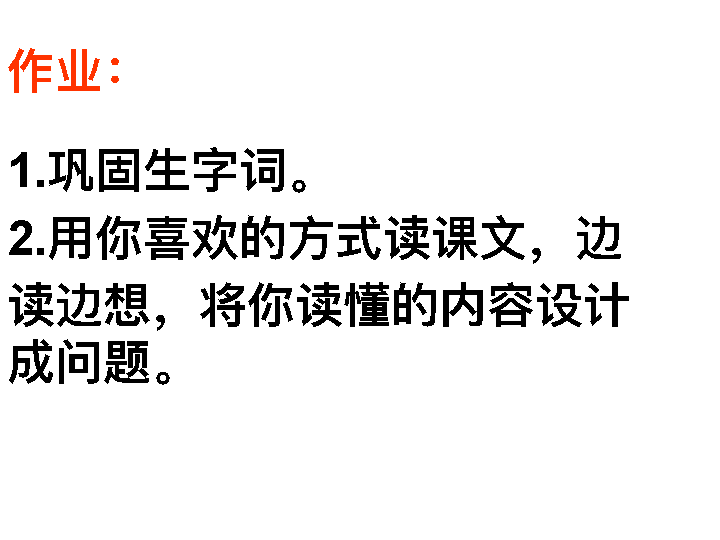 作业：
1.巩固生字词。
2.用你喜欢的方式读课文，边
读边想，将你读懂的内容设计
成问题。